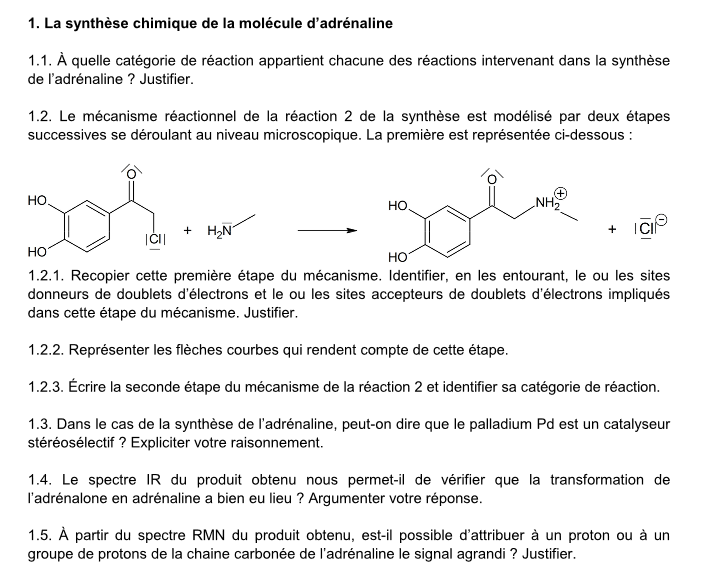 1. La synthèse chimique de la molécule d’adrénaline
1.1. À quelle catégorie de réaction appartient chacune des réactions intervenant dans la synthèse
de l’adrénaline ? Justifier.
1.2. Le mécanisme réactionnel de la réaction 2 de la synthèse est modélisé par deux étapes
successives se déroulant au niveau microscopique. La première est représentée ci-dessous :
O O
HO HO NH2 +
|Cl| + H2N + |Cl −
HO HO
1.2.1. Recopier cette première étape du mécanisme. Identifier, en les entourant, le ou les sites
donneurs de doublets d’électrons et le ou les sites accepteurs de doublets d’électrons impliqués
dans cette étape du mécanisme. Justifier.
1.2.2. Représenter les flèches courbes qui rendent compte de cette étape.
1.2.3. Écrire la seconde étape du mécanisme de la réaction 2 et identifier sa catégorie de réaction.
1.3. Dans le cas de la synthèse de l’adrénaline, peut-on dire que le palladium Pd est un catalyseur
stéréosélectif ? Expliciter votre raisonnement.
1.4. Le spectre IR du produit obtenu nous permet-il de vérifier que la transformation de
l’adrénalone en adrénaline a bien eu lieu ? Argumenter votre réponse.
1.5. À partir du spectre RMN du produit obtenu, est-il possible d’attribuer à un proton ou à un
groupe de protons de la chaine carbonée de l’adrénaline le signal agrandi ? Justifier.